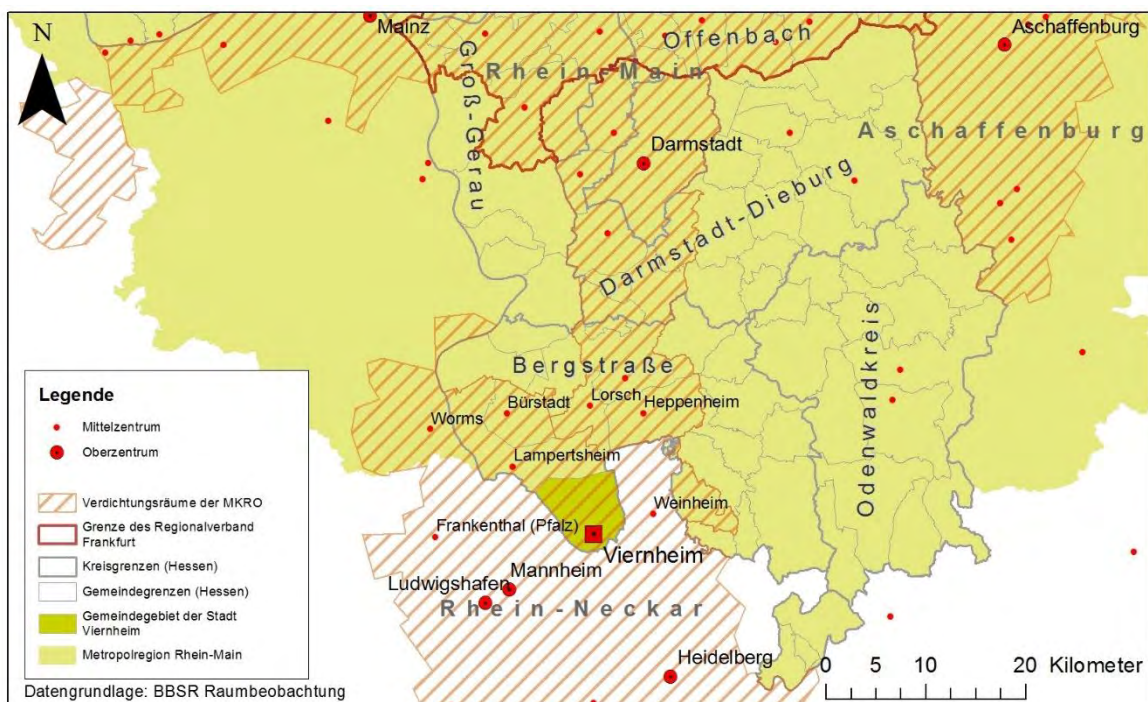 N
Mainz
Offenbach
Aschaffenburg
Groß-Gerau
Rhein-Main
Aschaffenburg
Darmstadt
Darmstadt-Dieburg
Odenwaldkreis
Bergstraße
Worms
Bürstadt
Lorsch
Heppenheim
Lampertsheim
Weinheim
Frankenthal (Pfalz)
Viernheim
Mannheim
Ludwigshafen
Rhein-Neckar
Heidelberg
Legende
Mittelzentrum
Oberzentrum
Verdichtungsräume der MKRO
Grenze des Regionalverband
Frankfurt
Kreisgrenzen (Hessen)
Gemeindegrenzen (Hessen)
Gemeindegebiet der Stadt
Viernheim
Metropolregion Rhein-Main
0 5 10 20 Kilometer
Datengrundlage: BBSR Raumbeobachtung